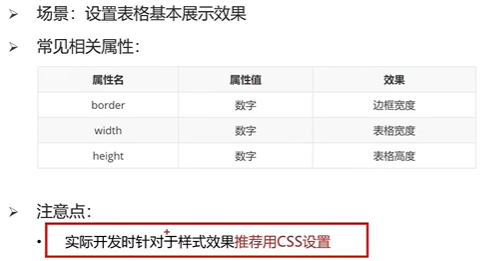 场景：设置表格基本展示效果
常见相关属性：
属性名 属性值 效果
border 数字 边框宽度
width 数字 表格宽度
height 数字 表格高度
注意点：
实际开发时针对于样式效果推荐用CSS设置